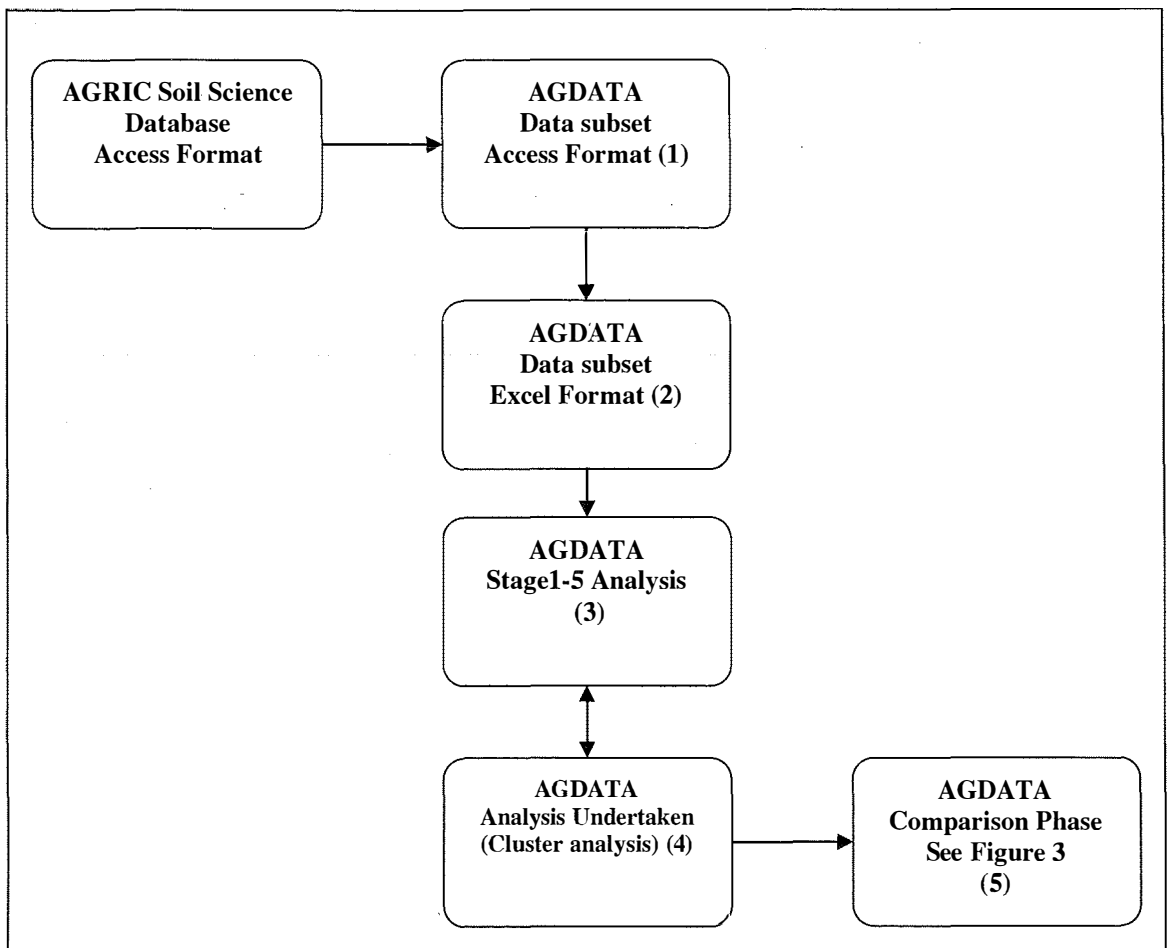 AGRIC Soil Science
Database
Access Format
AGDATA
Data subset
Access Format (1)
AGDATA
Data subset
Excel Format (2)
AGDATA
Stage1-5 Analysis
(3)
AGDATA
Analysis Undertaken
(Cluster analysis) (4)
AGDATA
Comparison Phase
See Figure 3
(5)